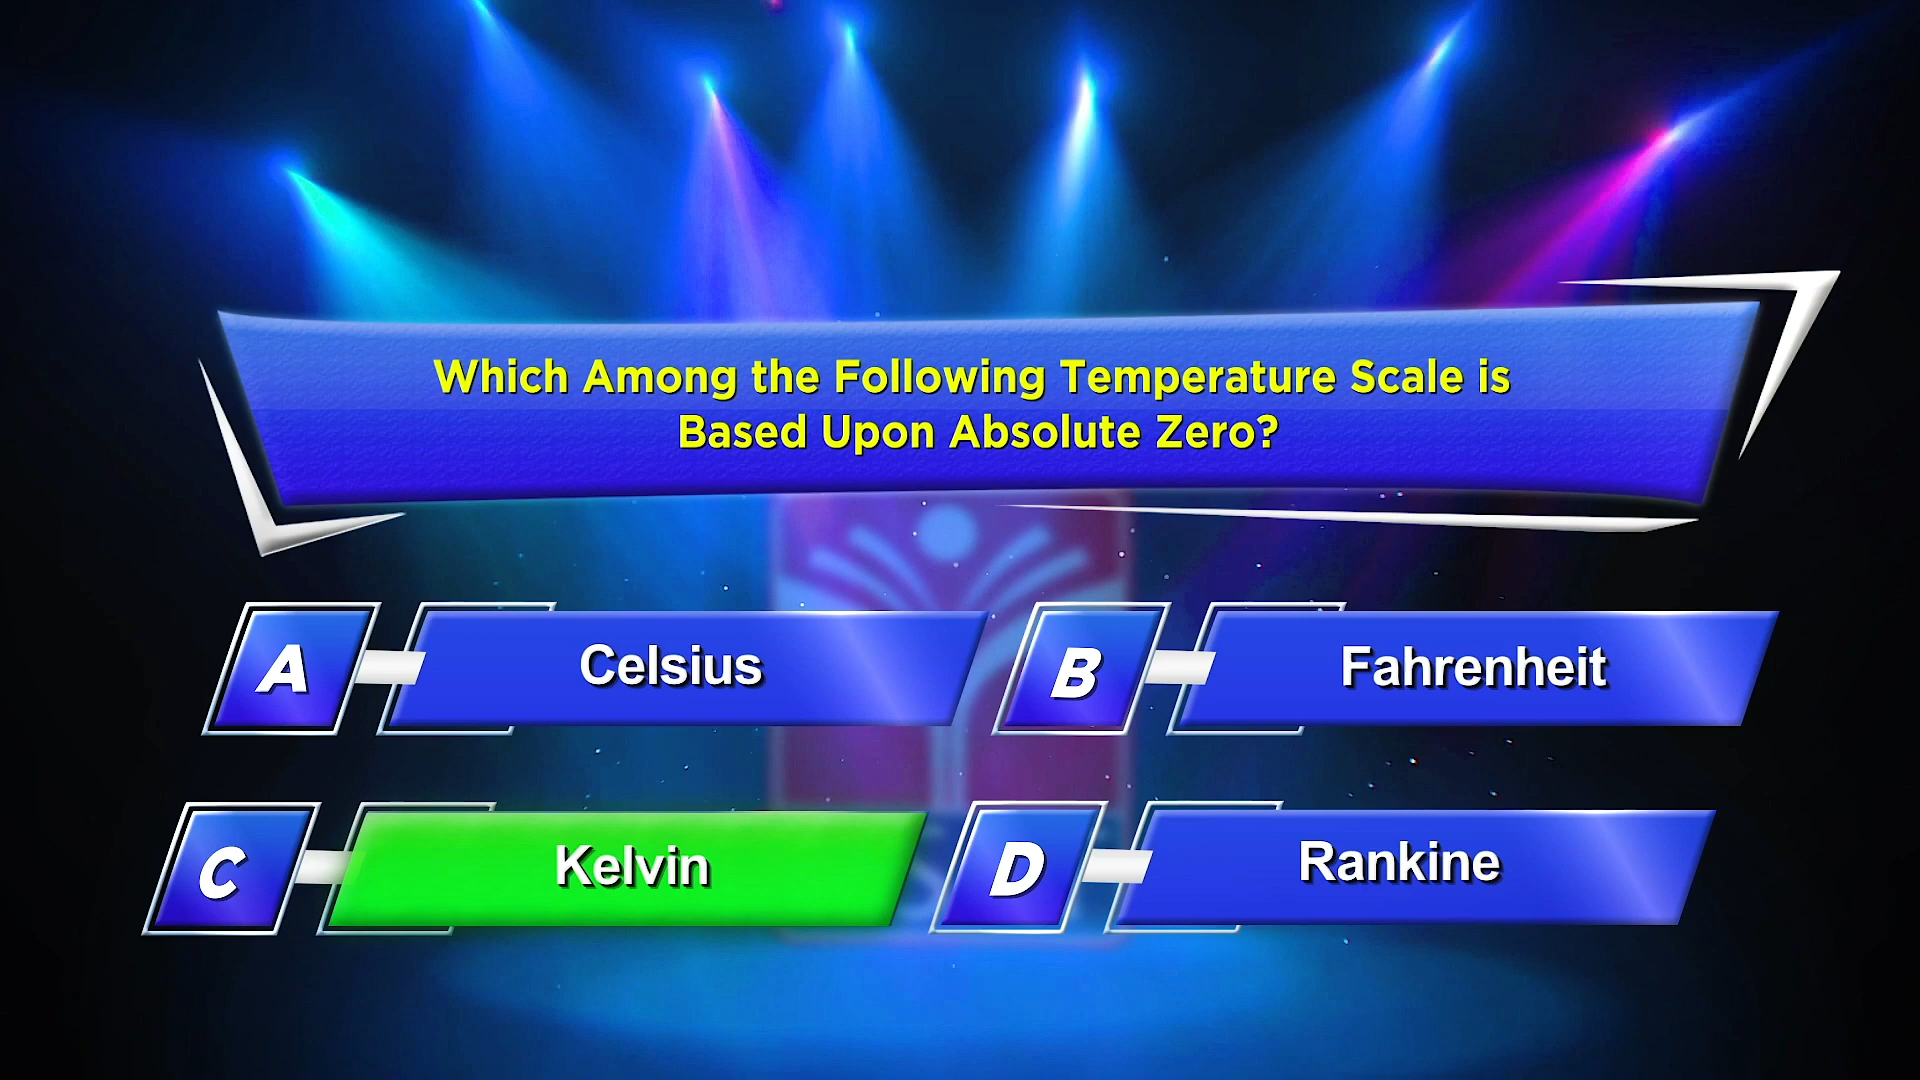 Which Among the Following Temperature Scale is
Based Upon Absolute Zero?
A
Celsius
B
Fahrenheit
C
Kelvin
D
Rankine